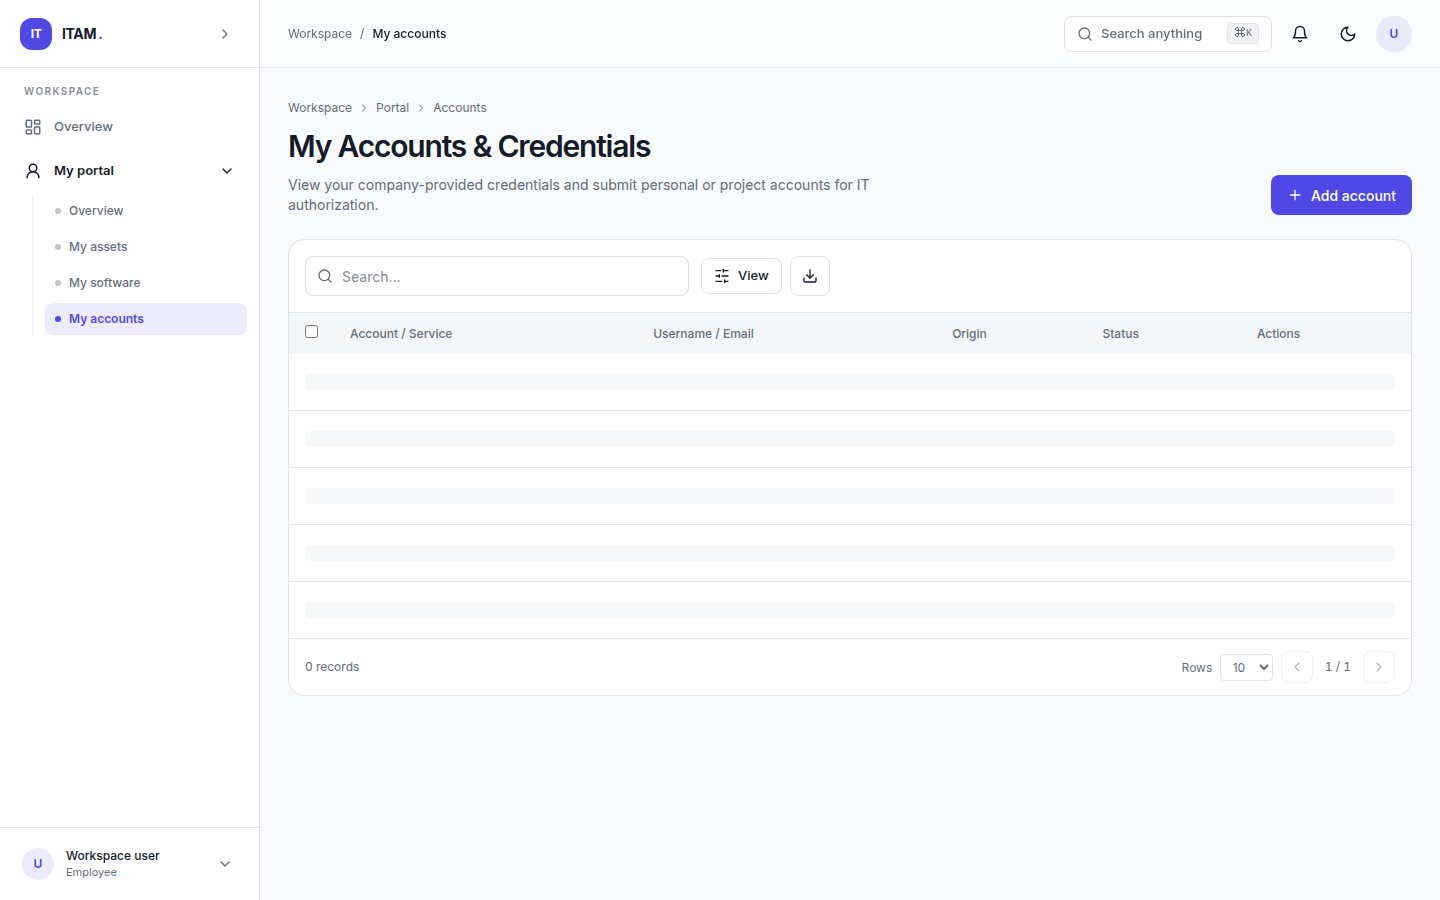 IT ITAM.
Workspace / My accounts
Search anything ⌘K
U
WORKSPACE
Overview
My portal
Overview
My assets
My software
My accounts
Workspace > Portal > Accounts
My Accounts & Credentials
View your company-provided credentials and submit personal or project accounts for IT
authorization.
Add account
Search...
View
Account / Service Username / Email Origin Status Actions
0 records
Rows 10 1 / 1
U
Workspace user
Employee